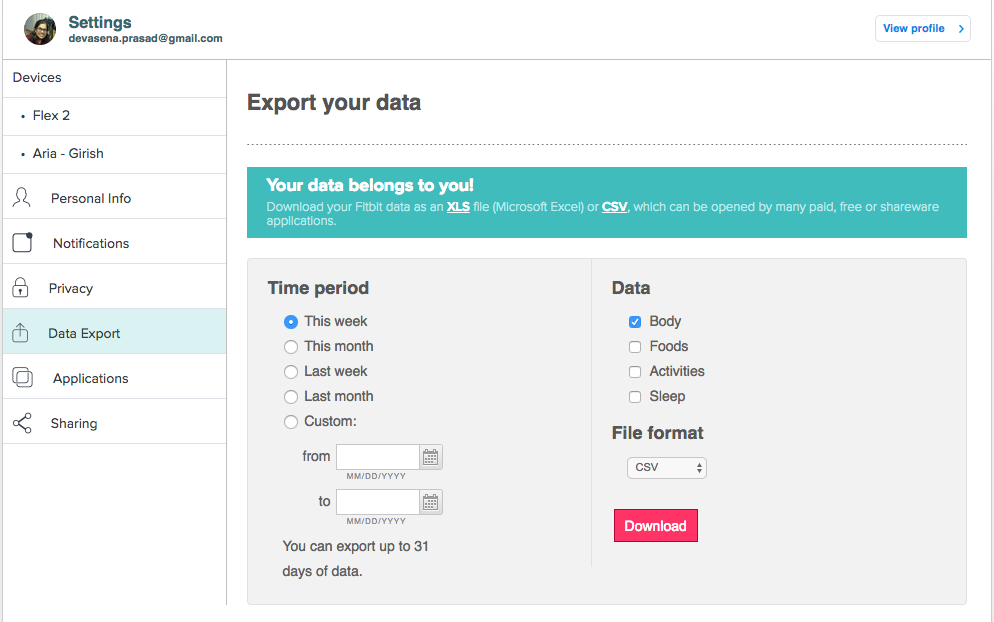 Settings
devasena.prasad@gmail.com
View profile
Devices
• Flex 2
• Aria - Girish
Personal Info
Notifications
Privacy
Data Export
Applications
Sharing
Export your data
Your data belongs to you!
Download your Fitbit data as an XLS file (Microsoft Excel) or CSV, which can be opened by many paid, free or shareware
applications.
Time period
This week
This month
Last week
Last month
Custom:
from
MM/DD/YYYY
to
MM/DD/YYYY
You can export up to 31
days of data.
Data
Body
Foods
Activities
Sleep
File format
CSV
Download